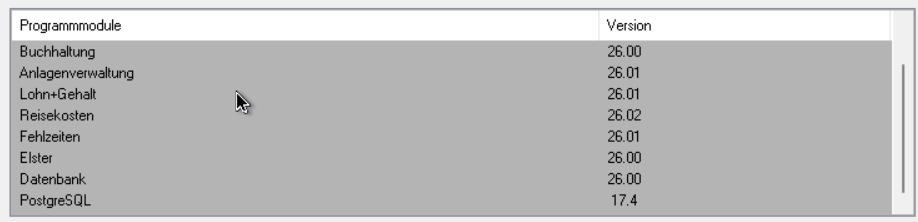 Programmmodule Version
Buchhaltung 26.00
Anlagenverwaltung 26.01
Lohn+Gehalt 26.01
Reisekosten 26.02
Fehlzeiten 26.01
Elster 26.00
Datenbank 26.00
PostgreSQL 17.4